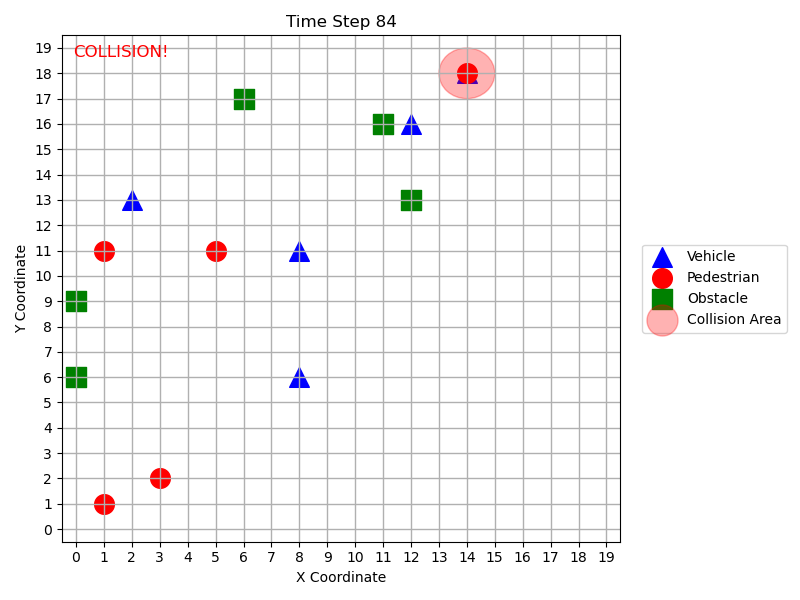 Time Step 84
COLLISION!
19
18
17
16
15
14
13
12
11
10
9
8
7
6
5
4
3
2
1
0
Y Coordinate
0 1 2 3 4 5 6 7 8 9 10 11 12 13 14 15 16 17 18 19
X Coordinate
Vehicle
Pedestrian
Obstacle
Collision Area